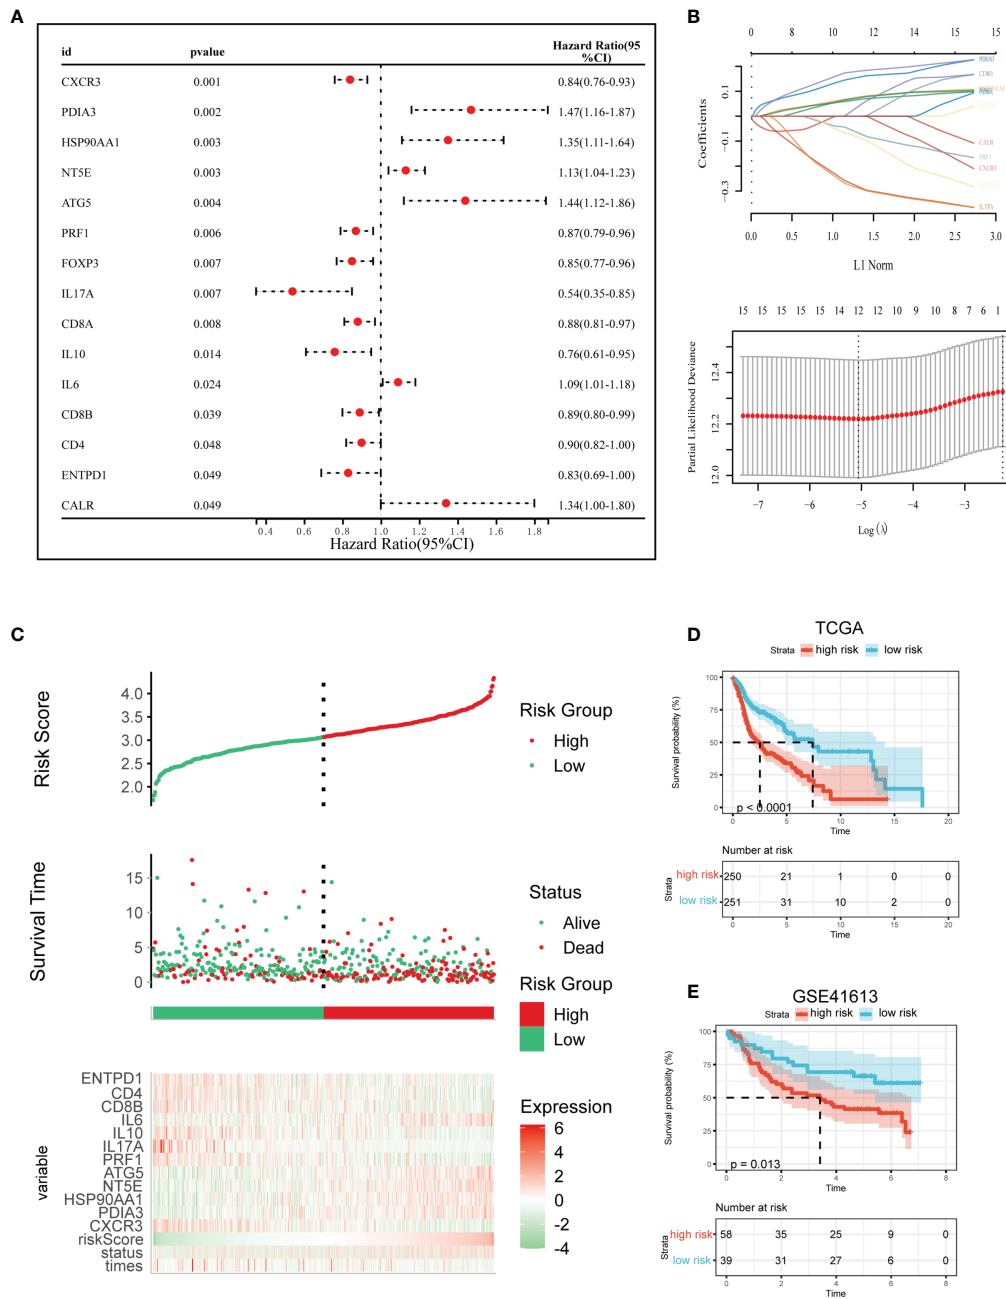 A
id pvalue Hazard Ratio(95
%CI)
CXCR3 0.001 0.84(0.76-0.93)
PDIA3 0.002 1.47(1.16-1.87)
HSP90AA1 0.003 1.35(1.11-1.64)
NT5E 0.003 1.13(1.04-1.23)
ATG5 0.004 1.44(1.12-1.86)
PRF1 0.006 0.87(0.79-0.96)
FOXP3 0.007 0.85(0.77-0.96)
IL17A 0.007 0.54(0.35-0.85)
CD8A 0.008 0.88(0.81-0.97)
IL10 0.014 0.76(0.61-0.95)
IL6 0.024 1.09(1.01-1.18)
CD8B 0.039 0.89(0.80-0.99)
CD4 0.048 0.90(0.82-1.00)
ENTPD1 0.049 0.83(0.69-1.00)
CALR 0.049 1.34(1.00-1.80)
0.4 0.6 0.8 1.0 1.2 1.4 1.6 1.8
Hazard Ratio(95%CI)
B
0 8 10 12 14 15 15
Coefficients
0.1
-0.1
-0.3
CALR
PRF1
CXCR3
IL17A
0.0 0.5 1.0 1.5 2.0 2.5 3.0
L1 Norm
15 15 15 15 14 12 12 10 9 10 8 7 6 1
Partial Likelihood Deviance
12.4
12.2
12.0
-7 -6 -5 -4 -3
Log (λ)
C
Risk Score
4.0
3.5
3.0
2.5
2.0
Risk Group
High
Low
Survival Time
15
10
5
0
Status
Alive
Dead
Risk Group
High
Low
variable
ENTPD1
CD4
CD8B
IL6
IL10
IL17A
PRF1
ATG5
NT5E
HSP90AA1
PDIA3
CXCR3
riskScore
status
times
Expression
6
4
2
0
-2
-4
D
TCGA
Strata high risk low risk
Survival probability (%)
100
75
50
25
0
p < 0.0001
0 5 10 15 20
Time
Number at risk
Strata
high risk 250 21 1 0 0
low risk 251 31 10 2 0
0 5 10 15 20
Time
E
GSE41613
Strata high risk low risk
Survival probability (%)
100
75
50
25
0
p = 0.013
0 2 4 6 8
Time
Number at risk
Strata
high risk 58 35 25 9 0
low risk 39 31 27 6 0
0 2 4 6 8
Time